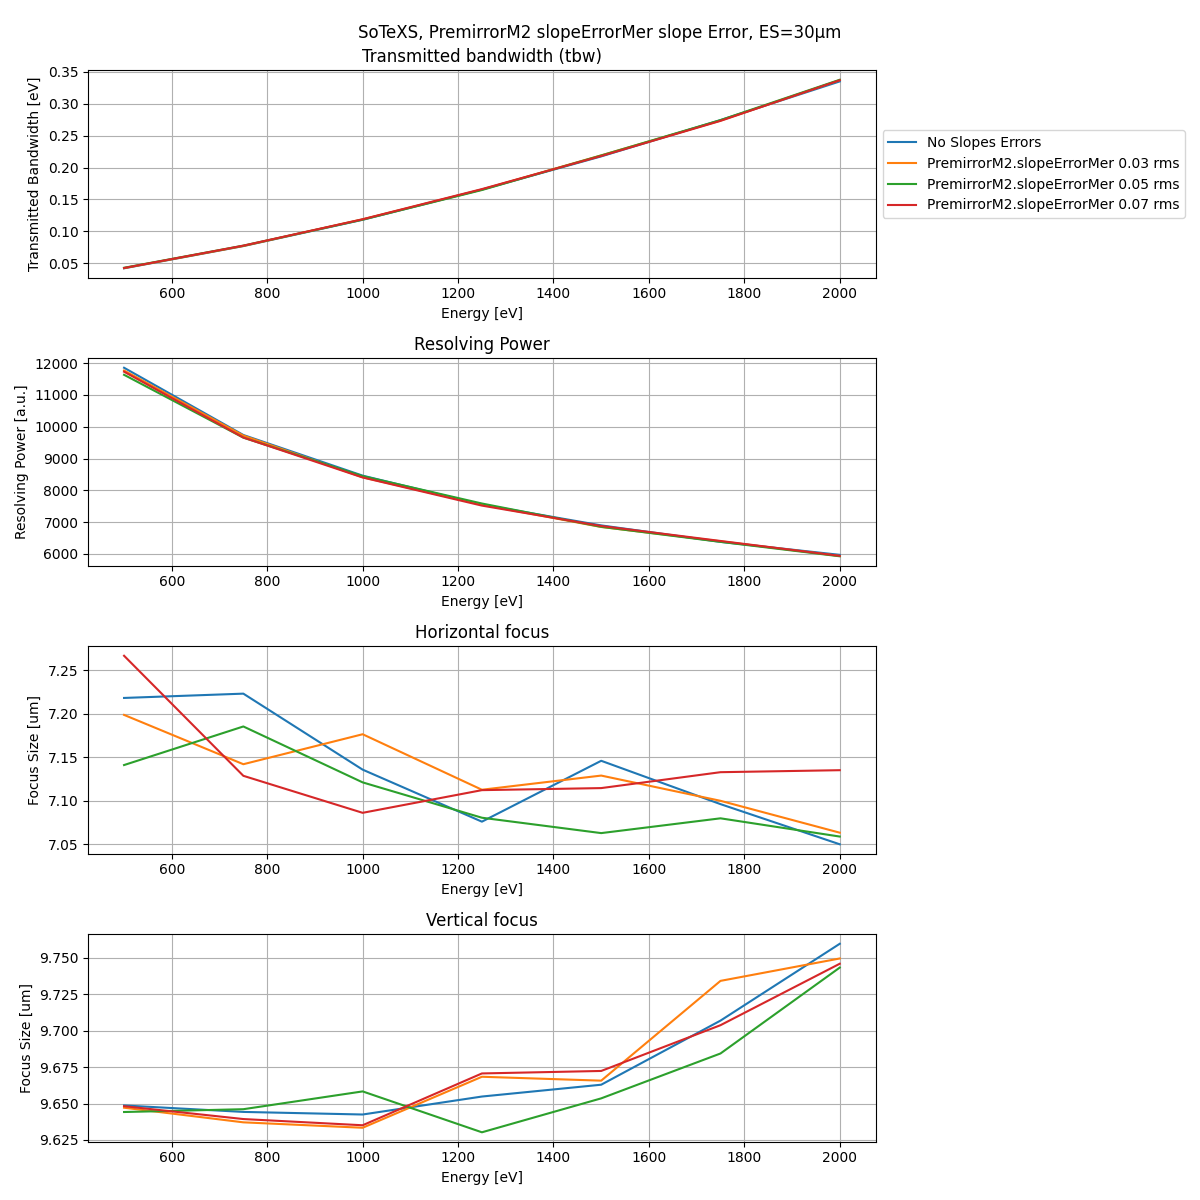 SoTeXS, PremirrorM2 slopeErrorMer slope Error, ES=30μm
Transmitted bandwidth (tbw)
0.35
0.30
0.25
0.20
0.15
0.10
0.05
Transmitted Bandwidth [eV]
600 800 1000 1200 1400 1600 1800 2000
Energy [eV]
No Slopes Errors
PremirrorM2.slopeErrorMer 0.03 rms
PremirrorM2.slopeErrorMer 0.05 rms
PremirrorM2.slopeErrorMer 0.07 rms
Resolving Power
12000
11000
10000
9000
8000
7000
6000
Resolving Power [a.u.]
600 800 1000 1200 1400 1600 1800 2000
Energy [eV]
Horizontal focus
7.25
7.20
7.15
7.10
7.05
Focus Size [um]
600 800 1000 1200 1400 1600 1800 2000
Energy [eV]
Vertical focus
9.750
9.725
9.700
9.675
9.650
9.625
Focus Size [um]
600 800 1000 1200 1400 1600 1800 2000
Energy [eV]